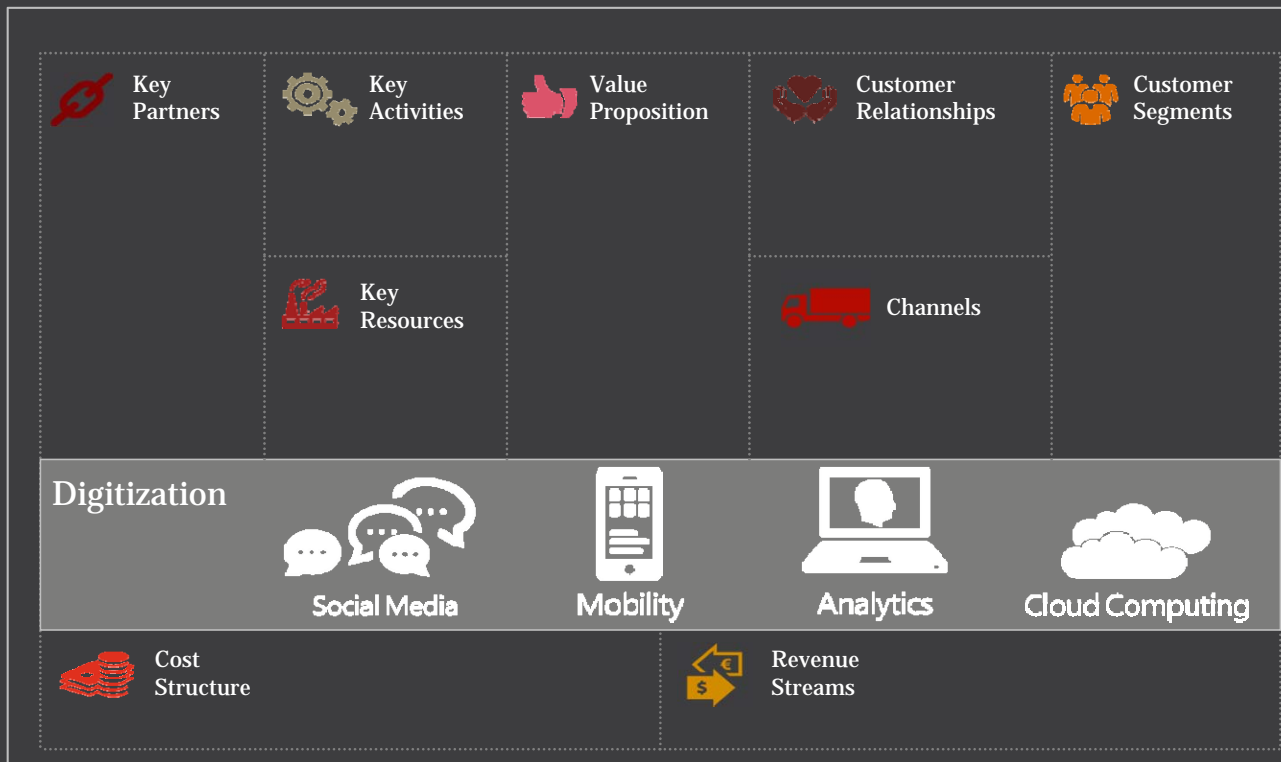 Key
Partners
Key
Activities
Value
Proposition
Customer
Relationships
Customer
Segments
Key
Resources
Channels
Digitization
Social Media
Mobility
Analytics
Cloud Computing
Cost
Structure
€
$
Revenue
Streams